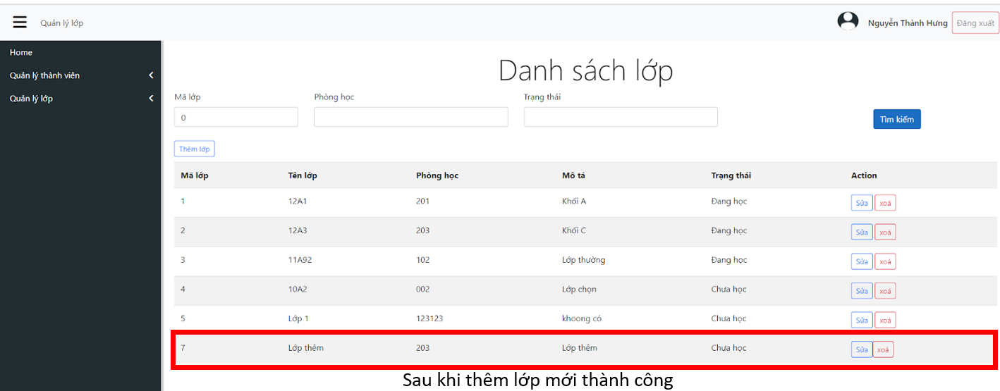 Quản lý lớp Nguyễn Thành Hưng Đăng xuất
Home
Quản lý thành viên
Quản lý lớp
Danh sách lớp
Mã lớp Phòng học Trạng thái
0
Tìm kiếm
Thêm lớp
Mã lớp Tên lớp Phòng học Mô tả Trạng thái Action
1 12A1 201 Khối A Đang học Sửa xoá
2 12A3 203 Khối C Đang học Sửa xoá
3 11A92 102 Lớp thường Đang học Sửa xoá
4 10A2 002 Lớp chọn Chưa học Sửa xoá
5 Lớp 1 123123 khoong có Chưa học Sửa xoá
7 Lớp thêm 203 Lớp thêm Chưa học Sửa xoá
Sau khi thêm lớp mới thành công